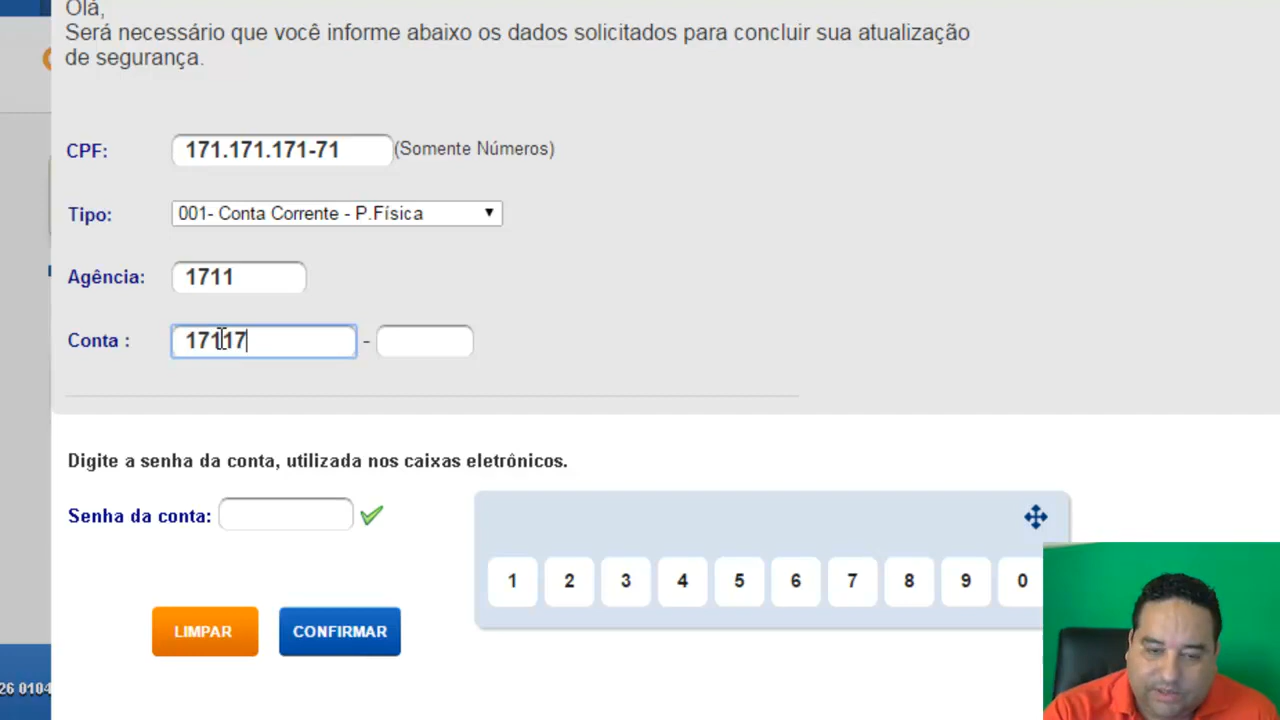 Olá,
Será necessário que você informe abaixo os dados solicitados para concluir sua atualização
de segurança.
CPF: 171.171.171-71 (Somente Números)
Tipo: 001- Conta Corrente - P.Física
Agência: 1711
Conta : 17117 -
Digite a senha da conta, utilizada nos caixas eletrônicos.
Senha da conta:
1 2 3 4 5 6 7 8 9 0
LIMPAR CONFIRMAR
26 0104